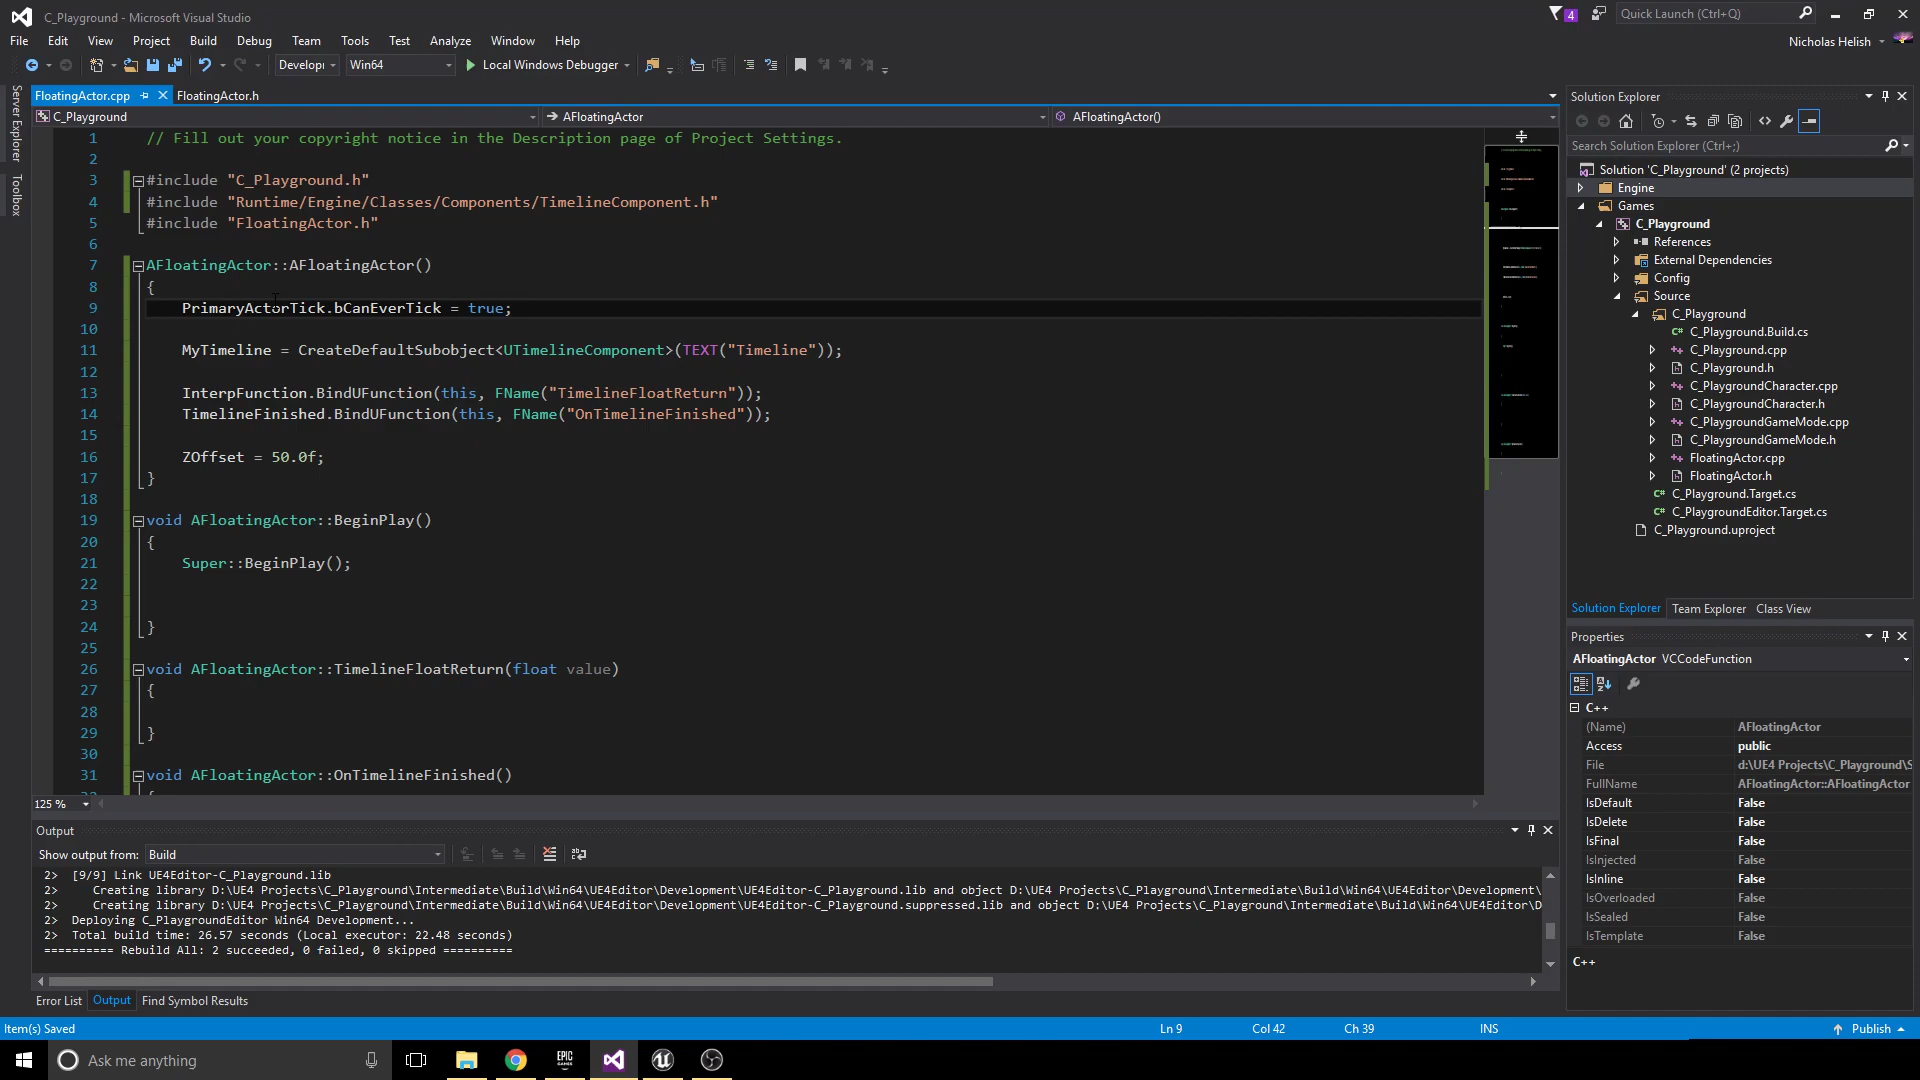 C_Playground - Microsoft Visual Studio
4
Quick Launch (Ctrl+Q)
File Edit View Project Build Debug Team Tools Test Analyze Window Help
Nicholas Helish
Develop Win64 Local Windows Debugger
Server Explorer
Toolbox
FloatingActor.cpp FloatingActor.h
C_Playground AFloatingActor AFloatingActor()
1 // Fill out your copyright notice in the Description page of Project Settings.
2
3 #include "C_Playground.h"
4 #include "Runtime/Engine/Classes/Components/TimelineComponent.h"
5 #include "FloatingActor.h"
6
7 AFloatingActor::AFloatingActor()
8 {
9 PrimaryActorTick.bCanEverTick = true;
10
11 MyTimeline = CreateDefaultSubobject<UTimelineComponent>(TEXT("Timeline"));
12
13 InterpFunction.BindUFunction(this, FName("TimelineFloatReturn"));
14 TimelineFinished.BindUFunction(this, FName("OnTimelineFinished"));
15
16 ZOffset = 50.0f;
17 }
18
19 void AFloatingActor::BeginPlay()
20 {
21 Super::BeginPlay();
22
23
24 }
25
26 void AFloatingActor::TimelineFloatReturn(float value)
27 {
28
29 }
30
31 void AFloatingActor::OnTimelineFinished()
125 %
Output
Show output from: Build
2> [9/9] Link UE4Editor-C_Playground.lib
2> Creating library D:\UE4 Projects\C_Playground\Intermediate\Build\Win64\UE4Editor\Development\UE4Editor-C_Playground.lib and object D:\UE4 Projects\C_Playground\Intermediate\Build\Win64\UE4Editor\Development\
2> Creating library D:\UE4 Projects\C_Playground\Intermediate\Build\Win64\UE4Editor\Development\UE4Editor-C_Playground.suppressed.lib and object D:\UE4 Projects\C_Playground\Intermediate\Build\Win64\UE4Editor\D
2> Deploying C_PlaygroundEditor Win64 Development...
2> Total build time: 26.57 seconds (Local executor: 22.48 seconds)
========== Rebuild All: 2 succeeded, 0 failed, 0 skipped ==========
Error List Output Find Symbol Results
Solution Explorer
Search Solution Explorer (Ctrl+;)
Solution 'C_Playground' (2 projects)
Engine
Games
C_Playground
References
External Dependencies
Config
Source
C_Playground
C_Playground.Build.cs
C_Playground.cpp
C_Playground.h
C_PlaygroundCharacter.cpp
C_PlaygroundCharacter.h
C_PlaygroundGameMode.cpp
C_PlaygroundGameMode.h
FloatingActor.cpp
FloatingActor.h
C_Playground.Target.cs
C_PlaygroundEditor.Target.cs
C_Playground.uproject
Solution Explorer Team Explorer Class View
Properties
AFloatingActor VCCodeFunction
C++
(Name) AFloatingActor
Access public
File d:\UE4 Projects\C_Playground\S
FullName AFloatingActor::AFloatingActor
IsDefault False
IsDelete False
IsFinal False
IsInjected False
IsInline False
IsOverloaded False
IsSealed False
IsTemplate False
C++
Item(s) Saved Ln 9 Col 42 Ch 39 INS Publish
Ask me anything
EPIC GAMES